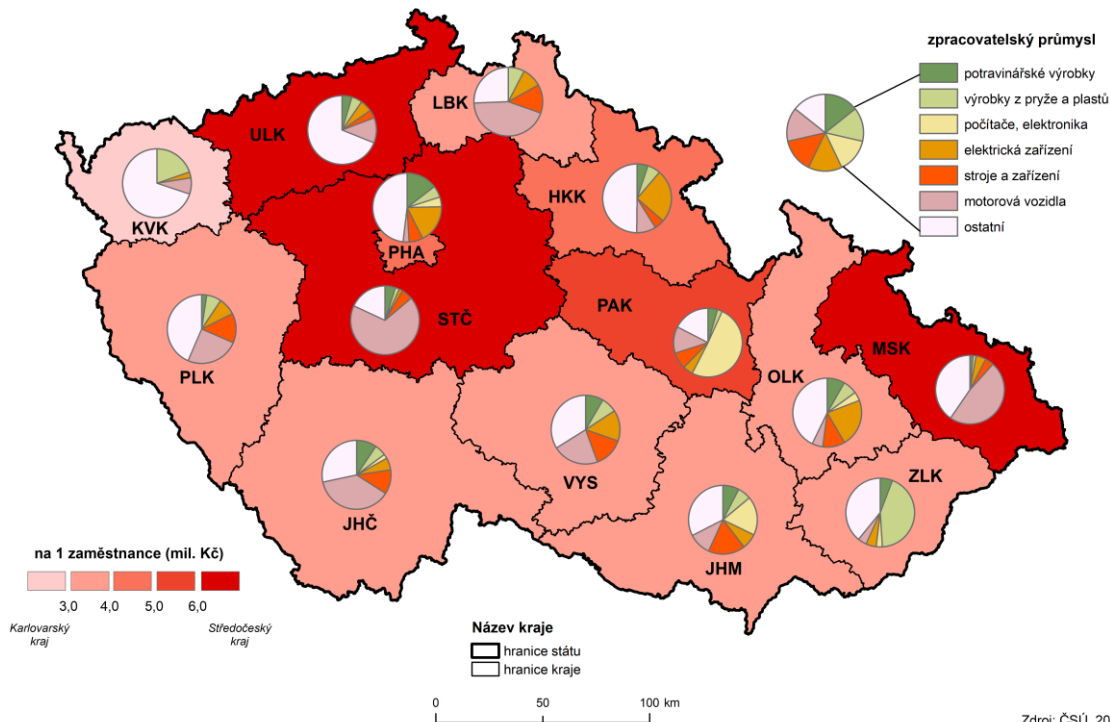 zpracovatelský průmysl
potravinářské výrobky
výrobky z pryže a plastů
počítače, elektronika
elektrická zařízení
stroje a zařízení
motorová vozidla
ostatní
LBK
ULK
KVK
HKK
PHA
STČ
PAK
PLK
MSK
OLK
VYS
ZLK
JHČ
JHM
na 1 zaměstnance (mil. Kč)
3,0 4,0 5,0 6,0
Karlovarský kraj
Středočeský kraj
Název kraje
hranice státu
hranice kraje
0 50 100 km
Zdroj: ČSÚ, 20